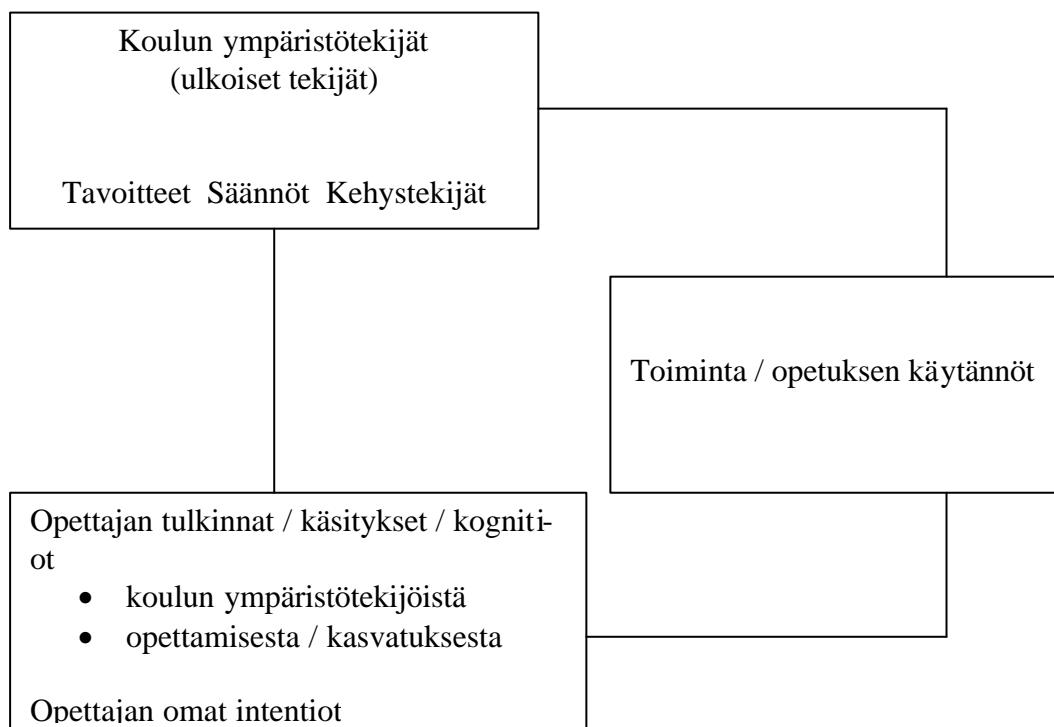 Koulun ympäristötekijät
(ulkoiset tekijät)
Tavoitteet Säännöt Kehystekijät
Toiminta / opetuksen käytännöt
Opettajan tulkinnat / käsitykset / kogniti-
ot
• koulun ympäristötekijöistä
• opettamisesta / kasvatuksesta
Opettajan omat intentiot